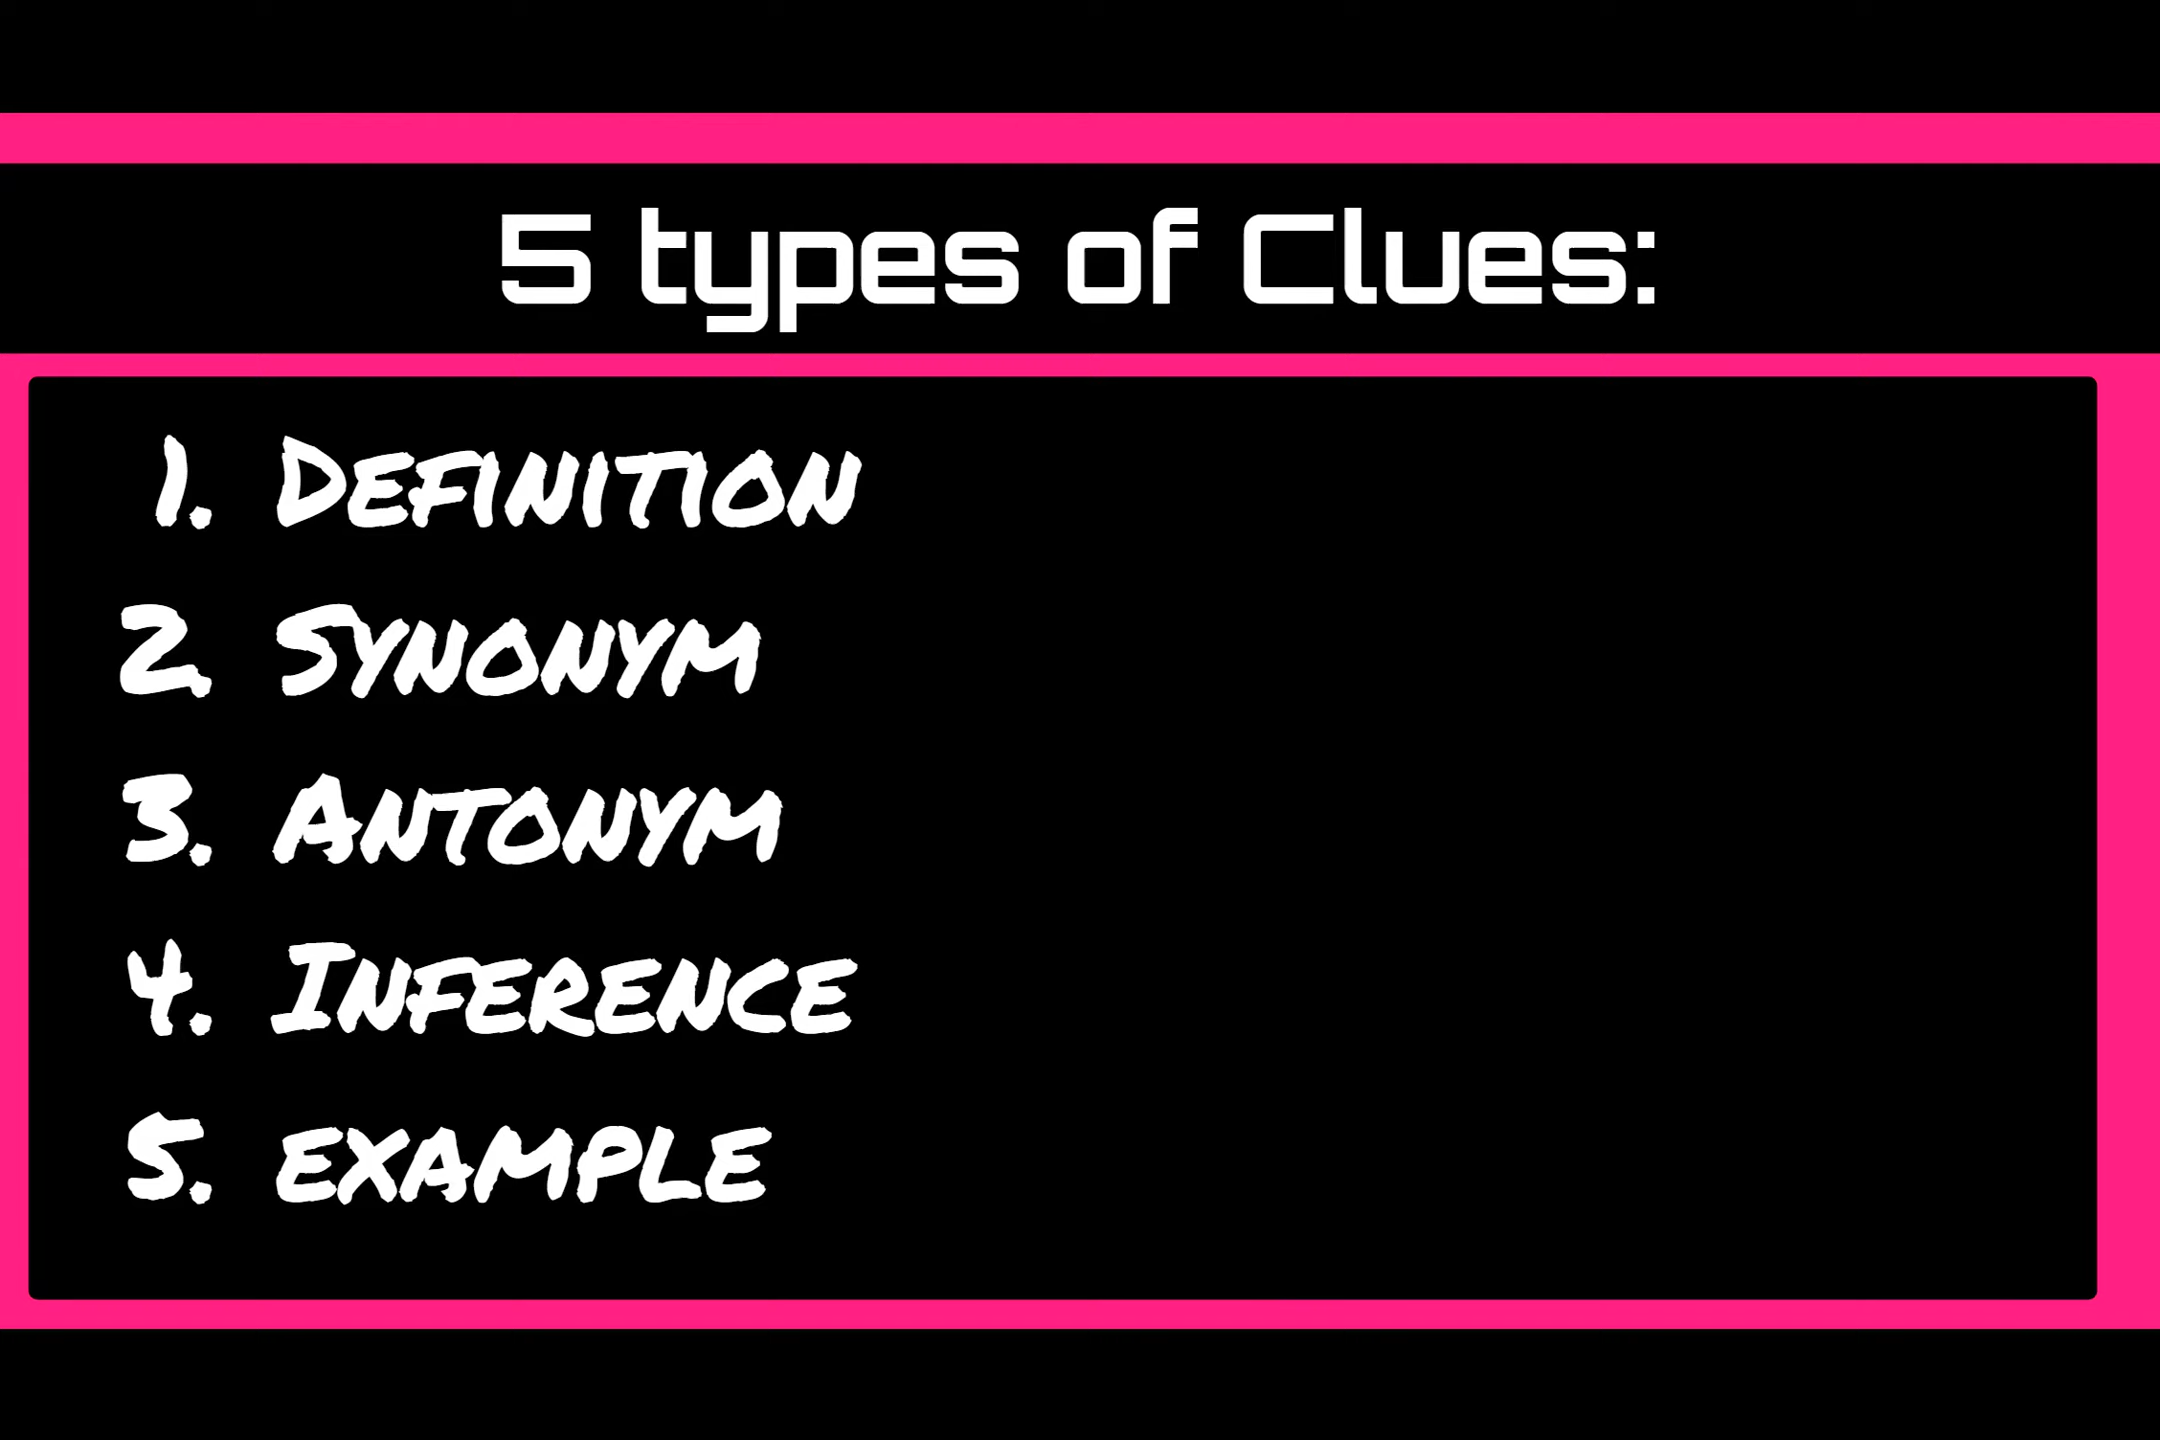 5 types of Clues:
1. Definition
2. Synonym
3. Antonym
4. Inference
5. example